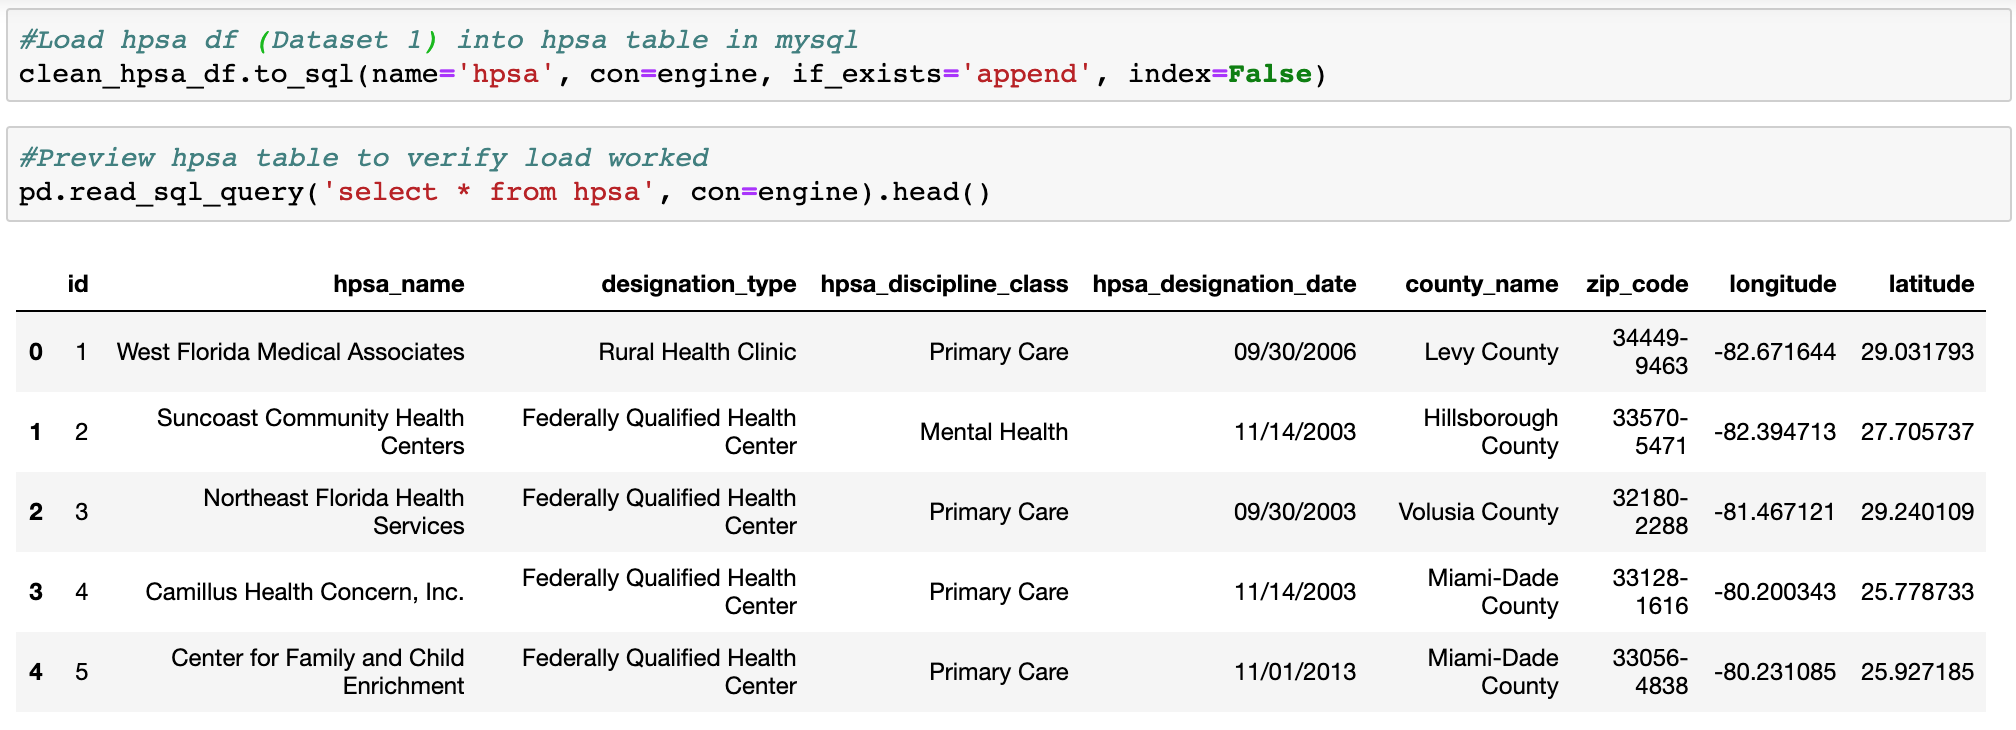 #Load hpsa df (Dataset 1) into hpsa table in mysql
clean_hpsa_df.to_sql(name='hpsa', con=engine, if_exists='append', index=False)
#Preview hpsa table to verify load worked
pd.read_sql_query('select * from hpsa', con=engine).head()
id hpsa_name designation_type hpsa_discipline_class hpsa_designation_date county_name zip_code longitude latitude
0 1 West Florida Medical Associates Rural Health Clinic Primary Care 09/30/2006 Levy County 34449-
9463 -82.671644 29.031793
1 2 Suncoast Community Health
Centers Federally Qualified Health
Center Mental Health 11/14/2003 Hillsborough
County 33570-
5471 -82.394713 27.705737
2 3 Northeast Florida Health
Services Federally Qualified Health
Center Primary Care 09/30/2003 Volusia County 32180-
2288 -81.467121 29.240109
3 4 Camillus Health Concern, Inc. Federally Qualified Health
Center Primary Care 11/14/2003 Miami-Dade
County 33128-
1616 -80.200343 25.778733
4 5 Center for Family and Child
Enrichment Federally Qualified Health
Center Primary Care 11/01/2013 Miami-Dade
County 33056-
4838 -80.231085 25.927185